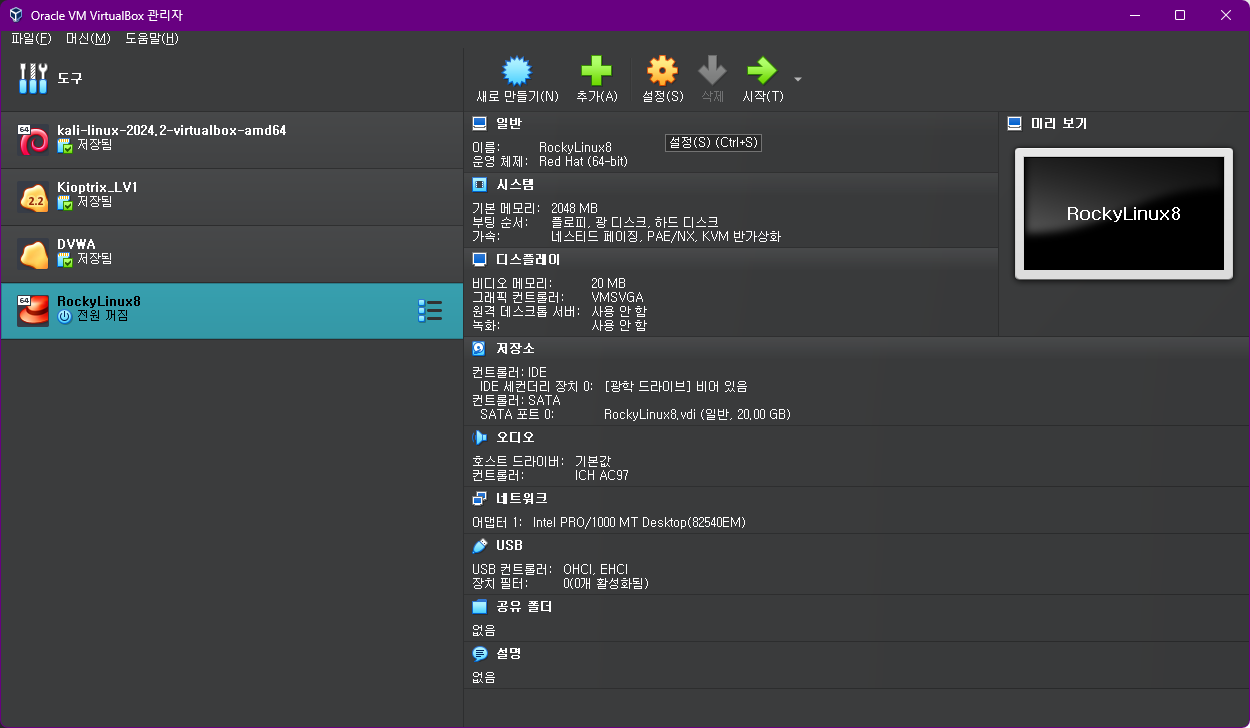 Oracle VM VirtualBox 관리자
파일(F) 머신(M) 도움말(H)
도구
새로 만들기(N) 추가(A) 설정(S) 삭제 시작(T)
64 kali-linux-2024.2-virtualbox-amd64
저장됨
2.2 Kioptrix_LV1
저장됨
DVWA
저장됨
64 RockyLinux8
전원 꺼짐
일반
이름: RockyLinux8
운영 체제: Red Hat (64-bit)
설정(S) (Ctrl+S)
시스템
기본 메모리: 2048 MB
부팅 순서: 플로피, 광 디스크, 하드 디스크
가속: 네스티드 페이징, PAE/NX, KVM 반가상화
디스플레이
비디오 메모리: 20 MB
그래픽 컨트롤러: VMSVGA
원격 데스크톱 서버: 사용 안 함
녹화: 사용 안 함
미리 보기
RockyLinux8
저장소
컨트롤러: IDE
IDE 세컨더리 장치 0: [광학 드라이브] 비어 있음
컨트롤러: SATA
SATA 포트 0: RockyLinux8.vdi (일반, 20.00 GB)
오디오
호스트 드라이버: 기본값
컨트롤러: ICH AC97
네트워크
어댑터 1: Intel PRO/1000 MT Desktop(82540EM)
USB
USB 컨트롤러: OHCI, EHCI
장치 필터: 0(0개 활성화됨)
공유 폴더
없음
설명
없음